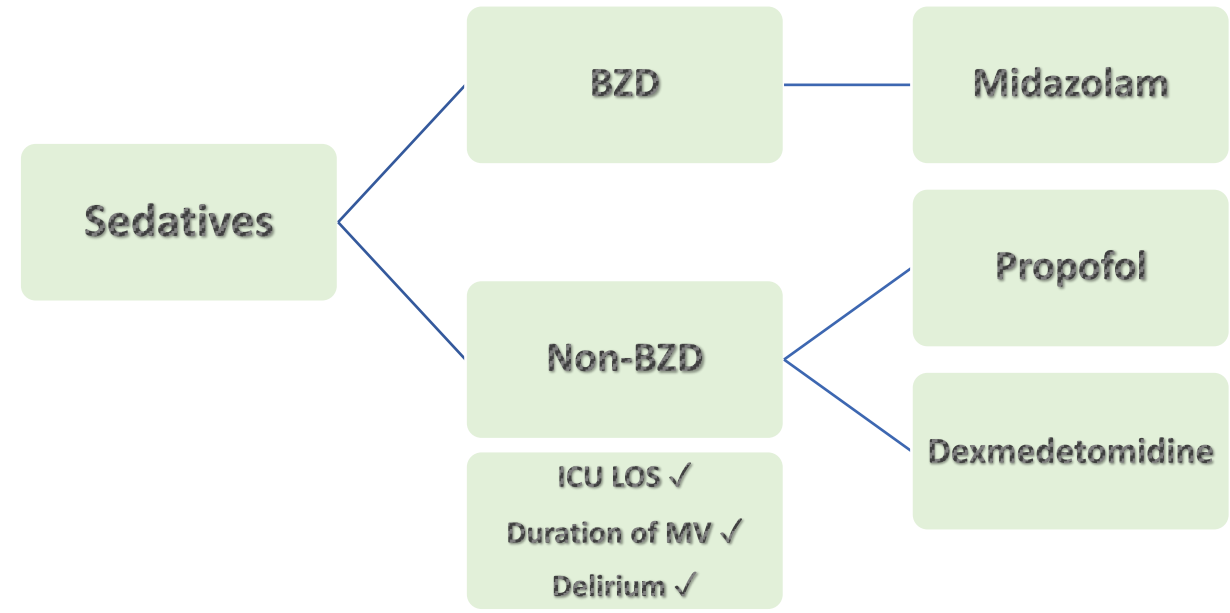 Sedatives
BZD
Midazolam
Non-BZD
Propofol
Dexmedetomidine
ICU LOS ✓
Duration of MV ✓
Delirium ✓